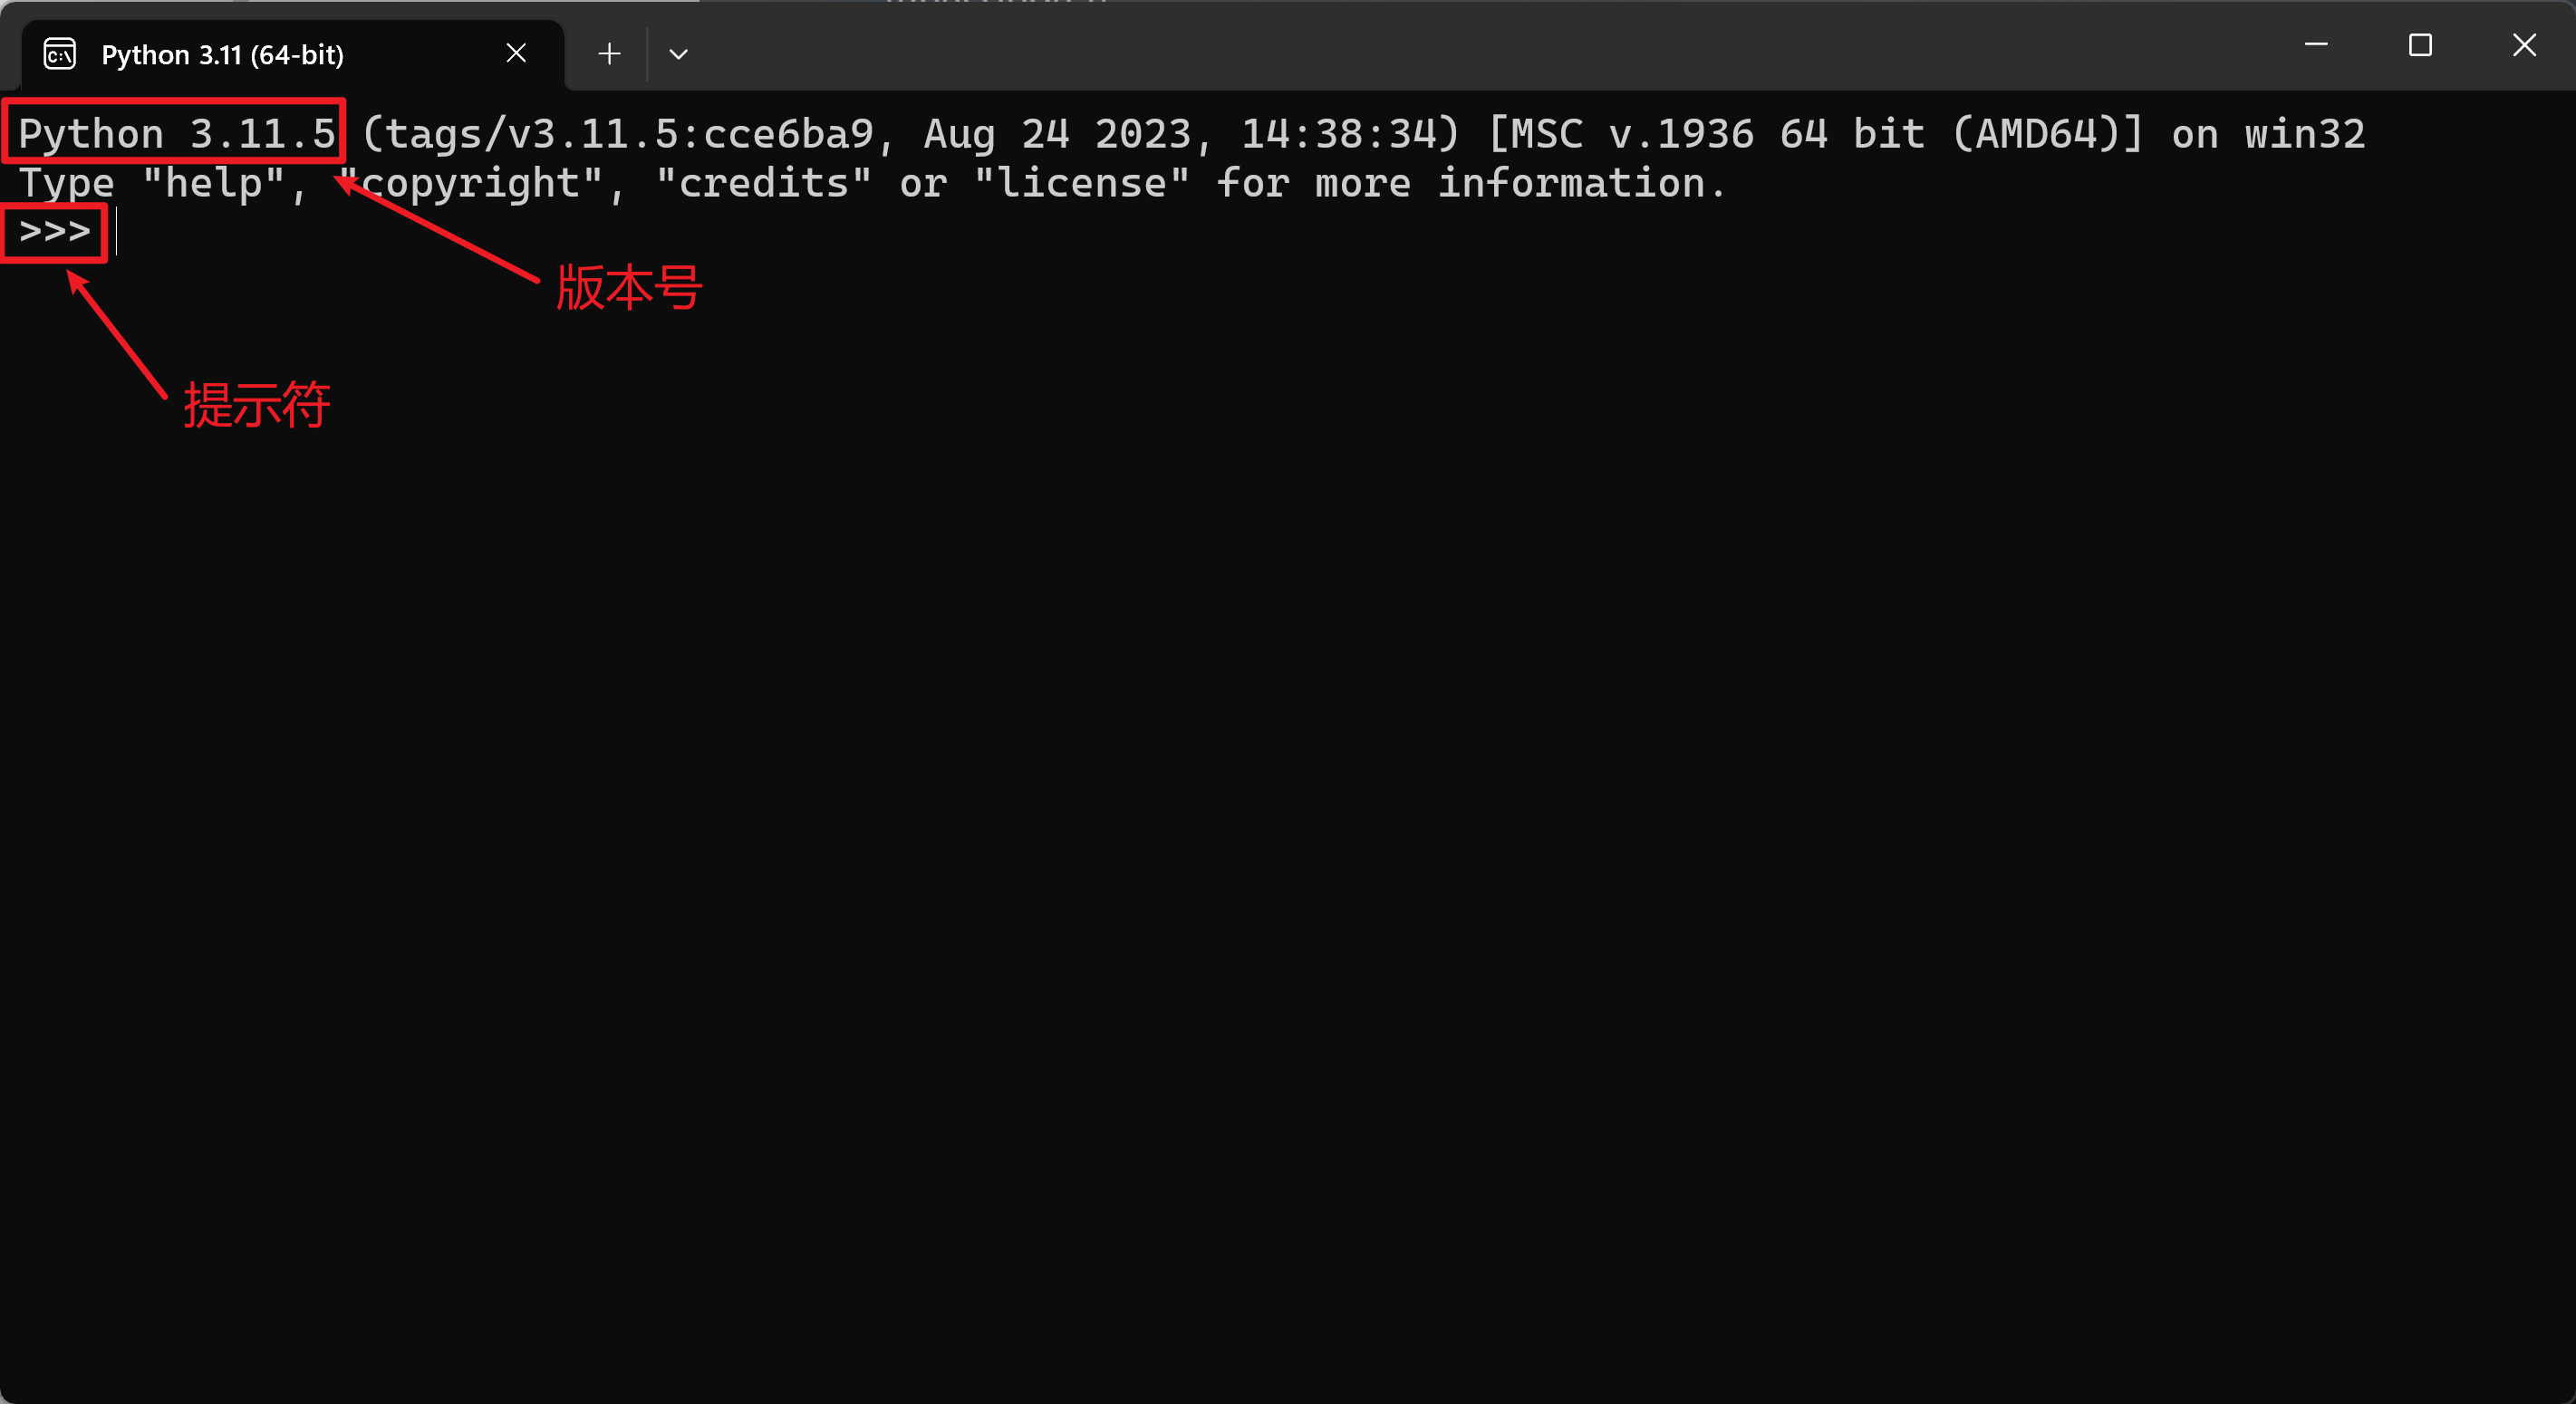 Python 3.11 (64-bit)
Python 3.11.5 (tags/v3.11.5:cce6ba9, Aug 24 2023, 14:38:34) [MSC v.1936 64 bit (AMD64)] on win32
Type "help", "copyright", "credits" or "license" for more information.
>>>
版本号
提示符